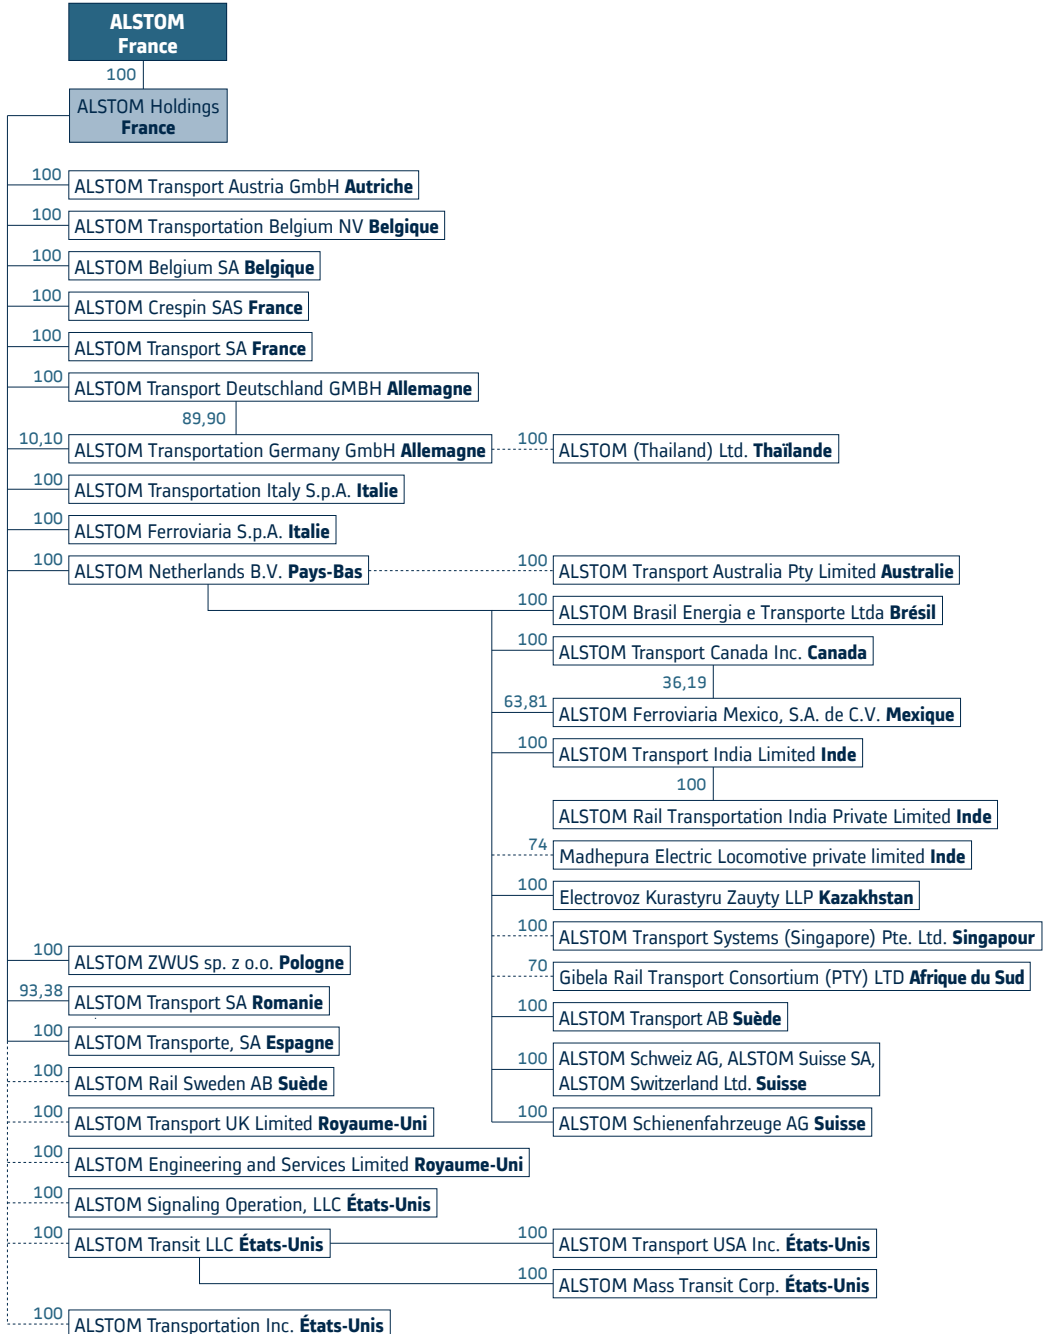 ALSTOM
France
100
ALSTOM Holdings
France
100
ALSTOM Transport Austria GmbH Autriche
100
ALSTOM Transportation Belgium NV Belgique
100
ALSTOM Belgium SA Belgique
100
ALSTOM Crespin SAS France
100
ALSTOM Transport SA France
100
ALSTOM Transport Deutschland GMBH Allemagne
89,90
10,10
ALSTOM Transportation Germany GmbH Allemagne
100
ALSTOM (Thailand) Ltd. Thaïlande
100
ALSTOM Transportation Italy S.p.A. Italie
100
ALSTOM Ferroviaria S.p.A. Italie
100
ALSTOM Netherlands B.V. Pays-Bas
100
ALSTOM Transport Australia Pty Limited Australie
100
ALSTOM Brasil Energia e Transporte Ltda Brésil
100
ALSTOM Transport Canada Inc. Canada
36,19
63,81
ALSTOM Ferroviaria Mexico, S.A. de C.V. Mexique
100
ALSTOM Transport India Limited Inde
100
ALSTOM Rail Transportation India Private Limited Inde
74
Madhepura Electric Locomotive private limited Inde
100
Electrovoz Kurastyru Zauyty LLP Kazakhstan
100
ALSTOM Transport Systems (Singapore) Pte. Ltd. Singapour
70
Gibela Rail Transport Consortium (PTY) LTD Afrique du Sud
100
ALSTOM Transport AB Suède
100
ALSTOM Schweiz AG, ALSTOM Suisse SA,
ALSTOM Switzerland Ltd. Suisse
100
ALSTOM Schienenfahrzeuge AG Suisse
100
ALSTOM ZWUS sp. z o.o. Pologne
93,38
ALSTOM Transport SA Romanie
100
ALSTOM Transporte, SA Espagne
100
ALSTOM Rail Sweden AB Suède
100
ALSTOM Transport UK Limited Royaume-Uni
100
ALSTOM Engineering and Services Limited Royaume-Uni
100
ALSTOM Signaling Operation, LLC États-Unis
100
ALSTOM Transit LLC États-Unis
100
ALSTOM Transport USA Inc. États-Unis
100
ALSTOM Mass Transit Corp. États-Unis
100
ALSTOM Transportation Inc. États-Unis